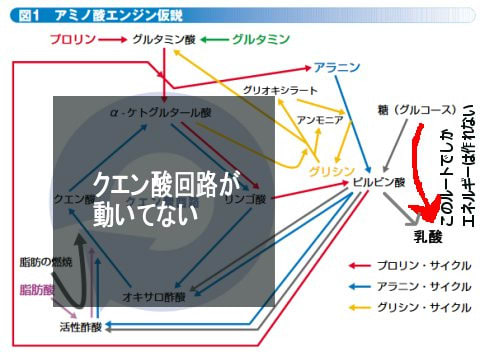 図1 アミノ酸エンジン仮説
プロリン
グルタミン酸
グルタミン
アラニン
グリオキシラート
α-ケトグルタール酸
アンモニア
糖（グルコース）
このルートでしか
エネルギーは作れない
グリシン
ピルビン酸
クエン酸回路が
動いてない
クエン酸
リンゴ酸
乳酸
脂肪の燃焼
脂肪酸
オキサロ酢酸
活性酢酸
プロリン・サイクル
アラニン・サイクル
グリシン・サイクル